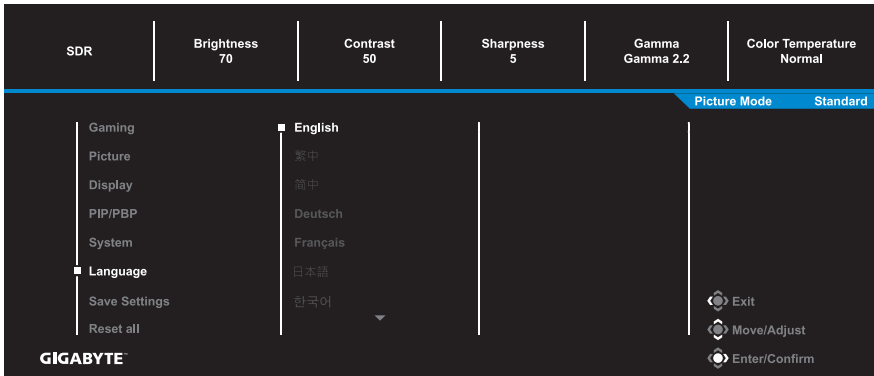 SDR
Brightness
70
Contrast
50
Sharpness
5
Gamma
Gamma 2.2
Color Temperature
Normal
Picture Mode Standard
Gaming
Picture
Display
PIP/PBP
System
Language
Save Settings
Reset all
English
繁中
简中
Deutsch
Français
日本語
한국어
Exit
Move/Adjust
Enter/Confirm
GIGABYTE™